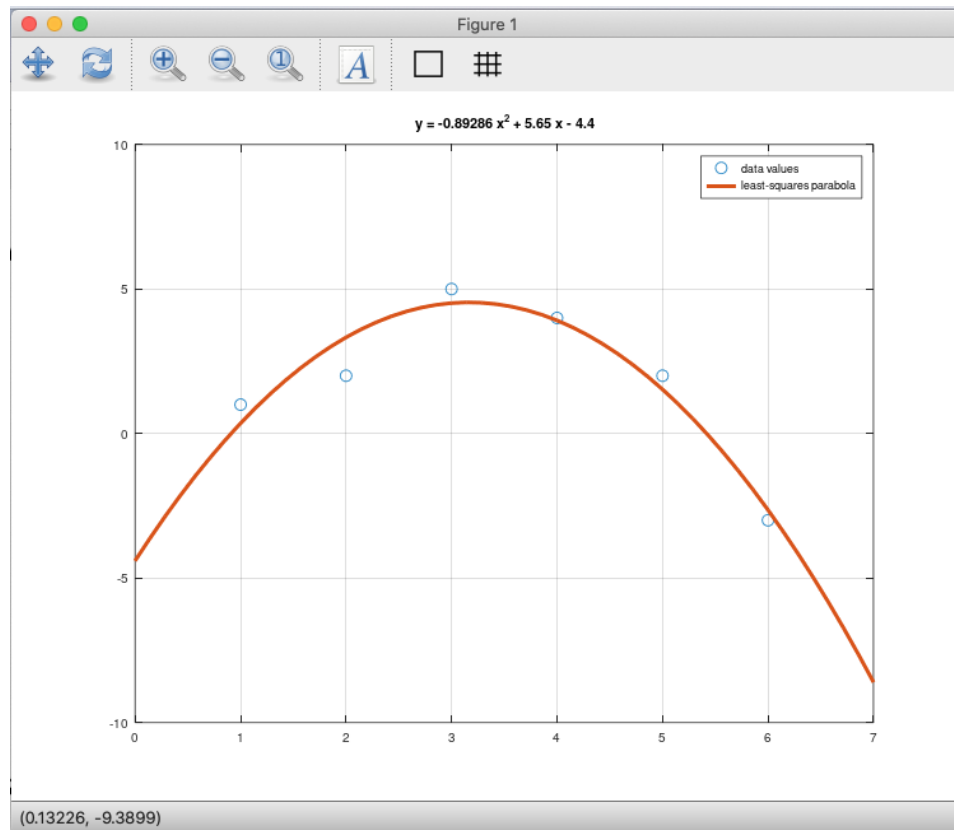 Figure 1
A
y = -0.89286 x² + 5.65 x - 4.4
data values
least-squares parabola
10
5
0
-5
-10
0 1 2 3 4 5 6 7
(0.13226, -9.3899)